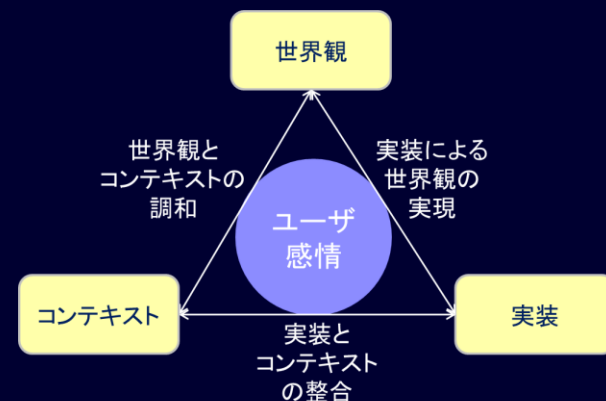 世界観
世界観と
コンテキストの
調和
実装による
世界観の
実現
ユーザ
感情
コンテキスト
実装
実装と
コンテキスト
の整合